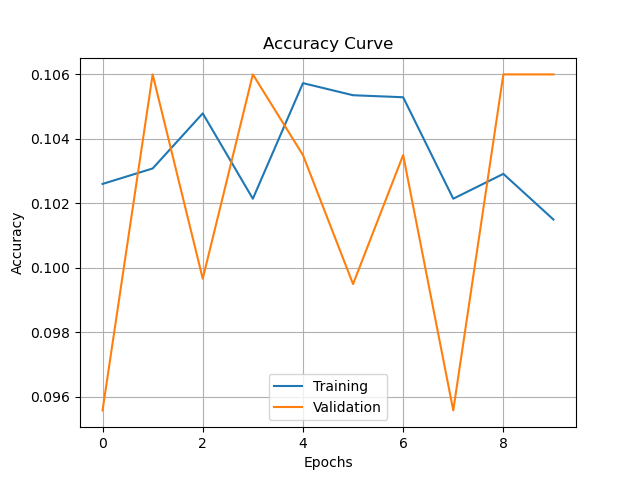 Accuracy Curve
0.106
0.104
0.102
0.100
0.098
0.096
Accuracy
Training
Validation
0 2 4 6 8
Epochs